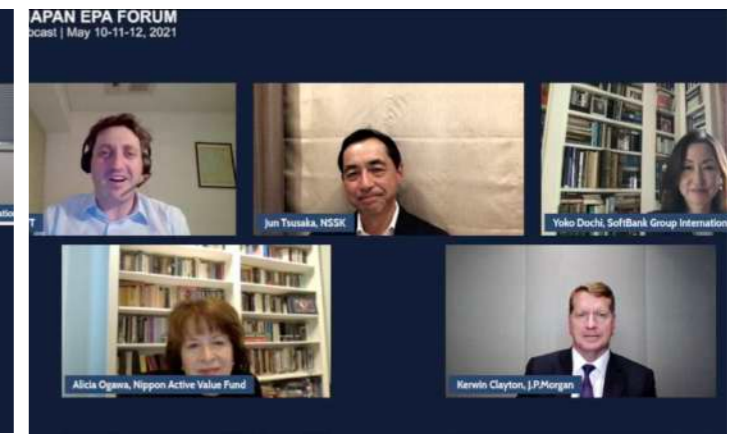 APAN EPA FORUM
ocast | May 10-11-12, 2021
T
Jun Tsusaka, NSSK
Yoko Dochi, SoftBank Group Internation
Alicia Ogawa, Nippon Active Value Fund
Kerwin Clayton, J.P.Morgan